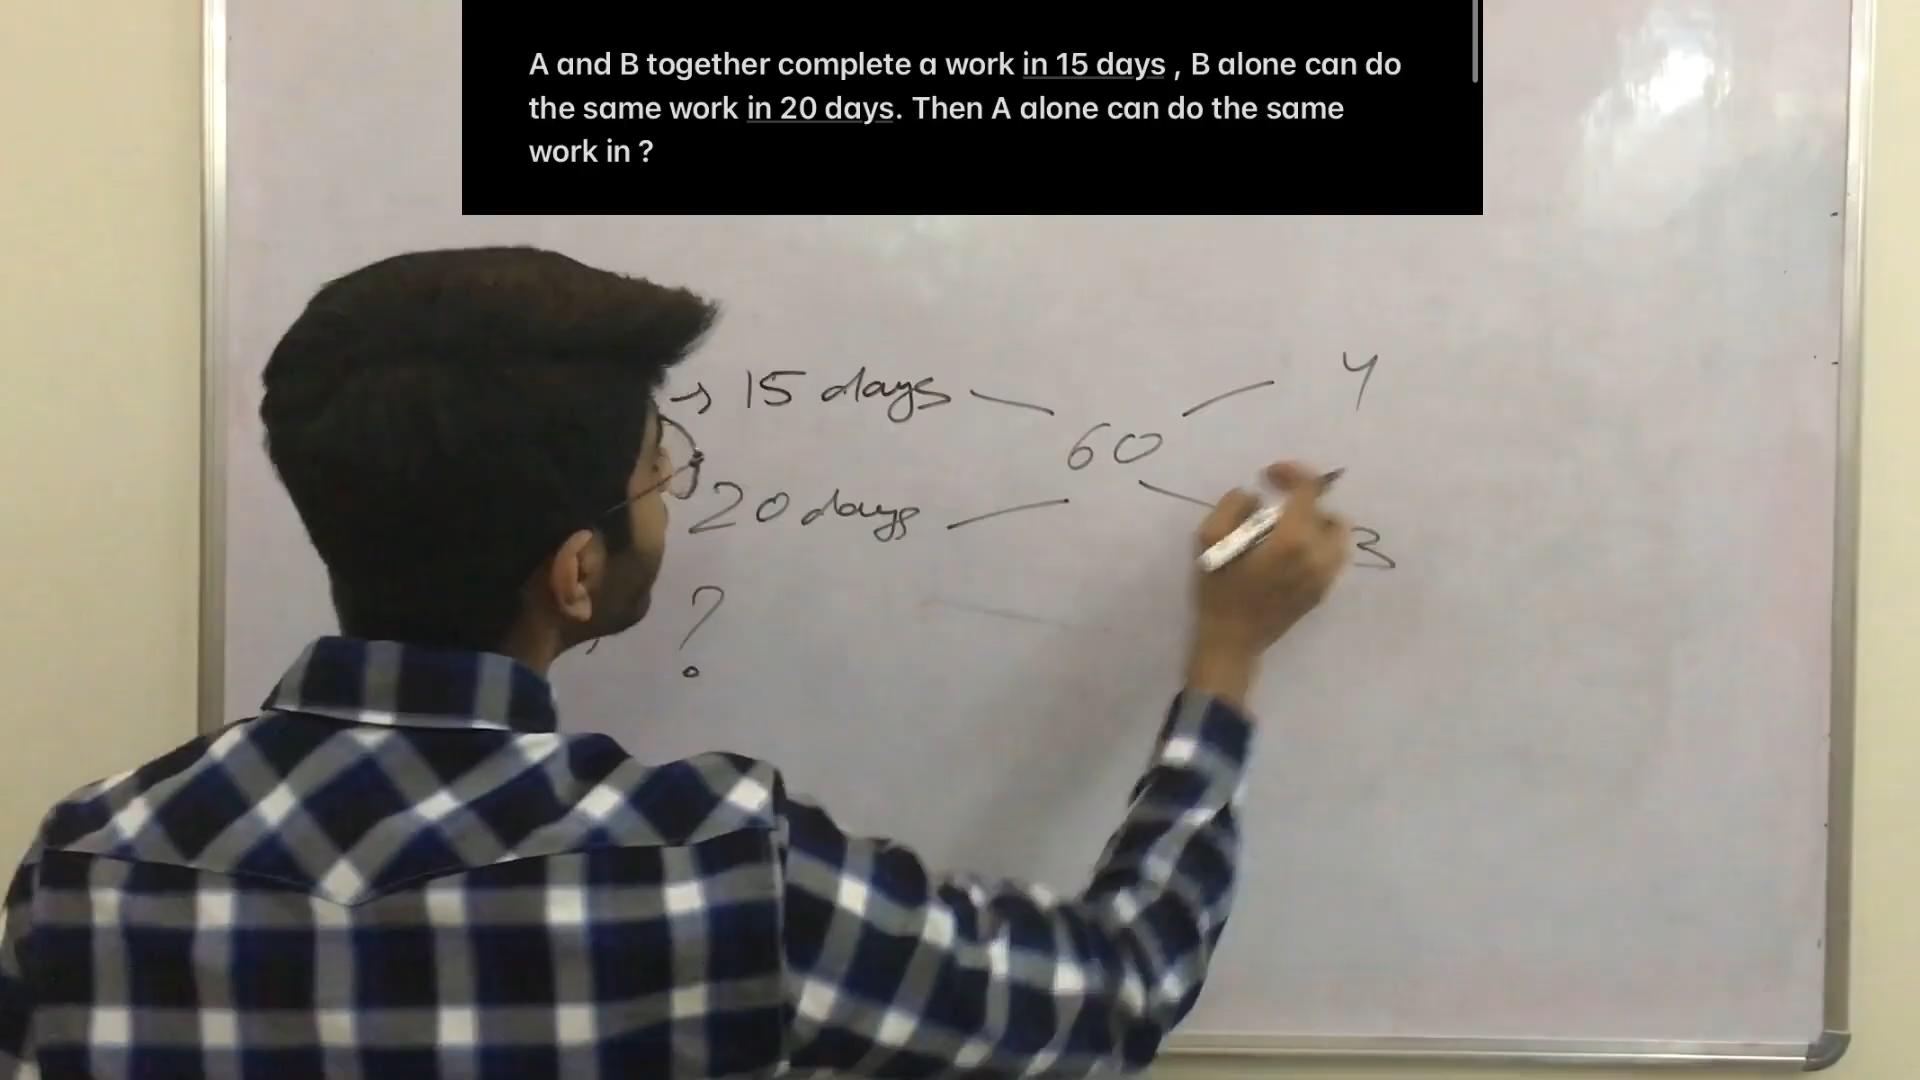 A and B together complete a work in 15 days , B alone can do
the same work in 20 days. Then A alone can do the same
work in ?
→ 15 days
60
4
20 days
3
?